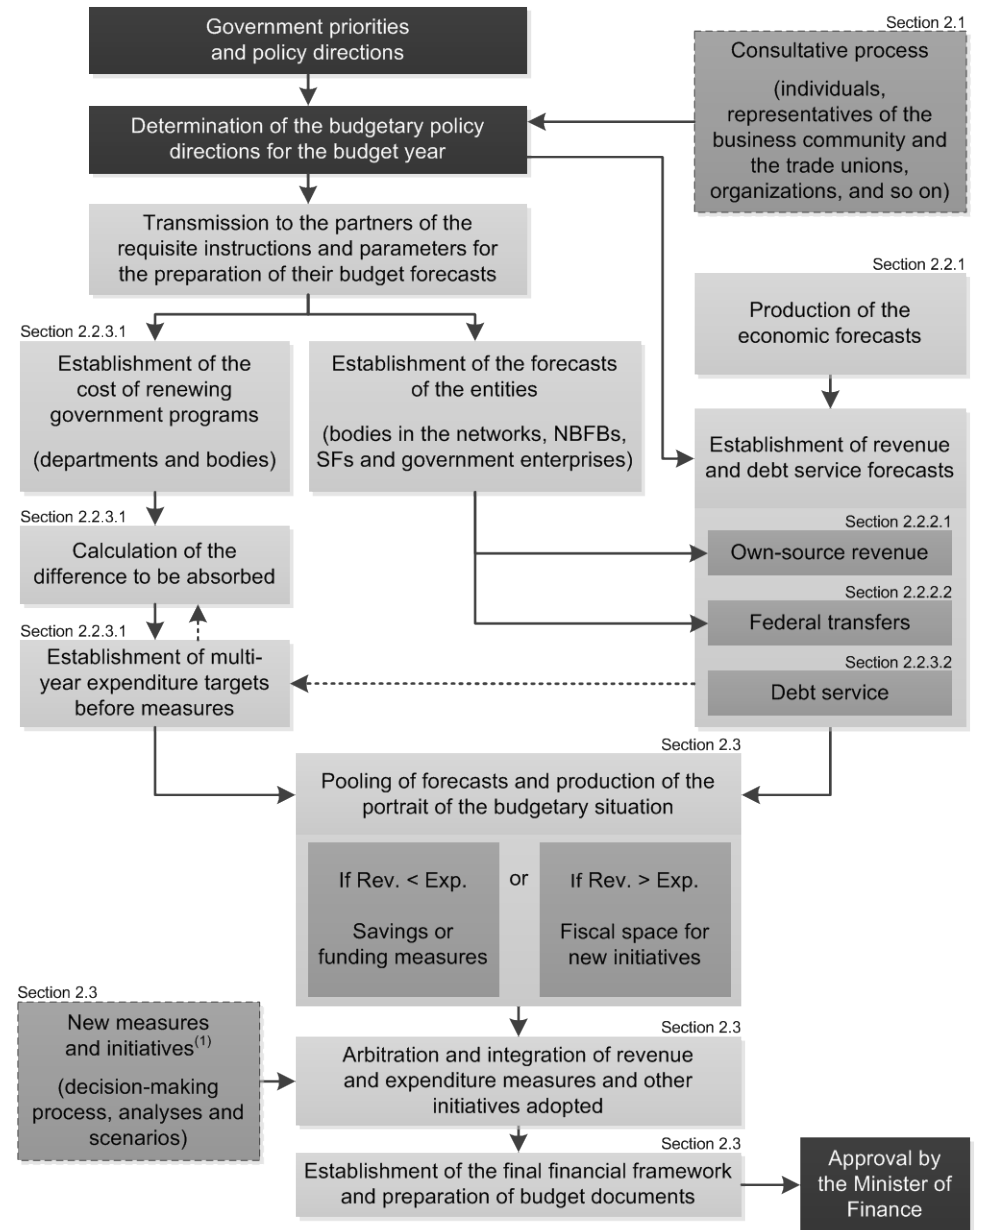 Government priorities
and policy directions
Section 2.1
Consultative process
(individuals,
representatives of the
business community and
the trade unions,
organizations, and so on)
Determination of the budgetary policy
directions for the budget year
Transmission to the partners of the
requisite instructions and parameters for
the preparation of their budget forecasts
Section 2.2.1
Production of the
economic forecasts
Section 2.2.3.1
Establishment of the
cost of renewing
government programs
(departments and bodies)
Establishment of the forecasts
of the entities
(bodies in the networks, NBFBs,
SFs and government enterprises)
Establishment of revenue
and debt service forecasts
Section 2.2.2.1
Own-source revenue
Section 2.2.2.2
Federal transfers
Section 2.2.3.2
Debt service
Section 2.2.3.1
Calculation of the
difference to be absorbed
Section 2.2.3.1
Establishment of multi-
year expenditure targets
before measures
Section 2.3
Pooling of forecasts and production of the
portrait of the budgetary situation
If Rev. < Exp.
Savings or
funding measures
or
If Rev. > Exp.
Fiscal space for
new initiatives
Section 2.3
New measures
and initiatives(1)
(decision-making
process, analyses and
scenarios)
Section 2.3
Arbitration and integration of revenue
and expenditure measures and other
initiatives adopted
Section 2.3
Establishment of the final financial framework
and preparation of budget documents
Approval by
the Minister of
Finance